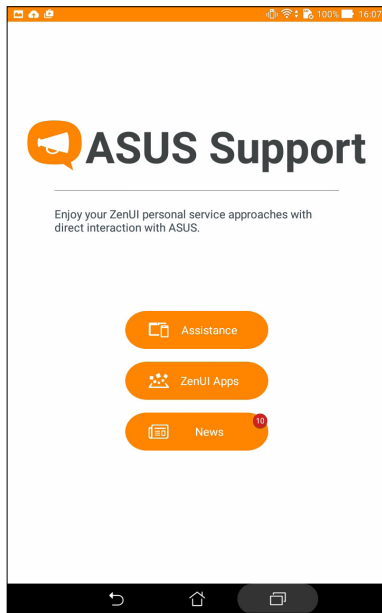 100% 16:07
ASUS Support
Enjoy your ZenUI personal service approaches with
direct interaction with ASUS.
Assistance
ZenUI Apps
10
News